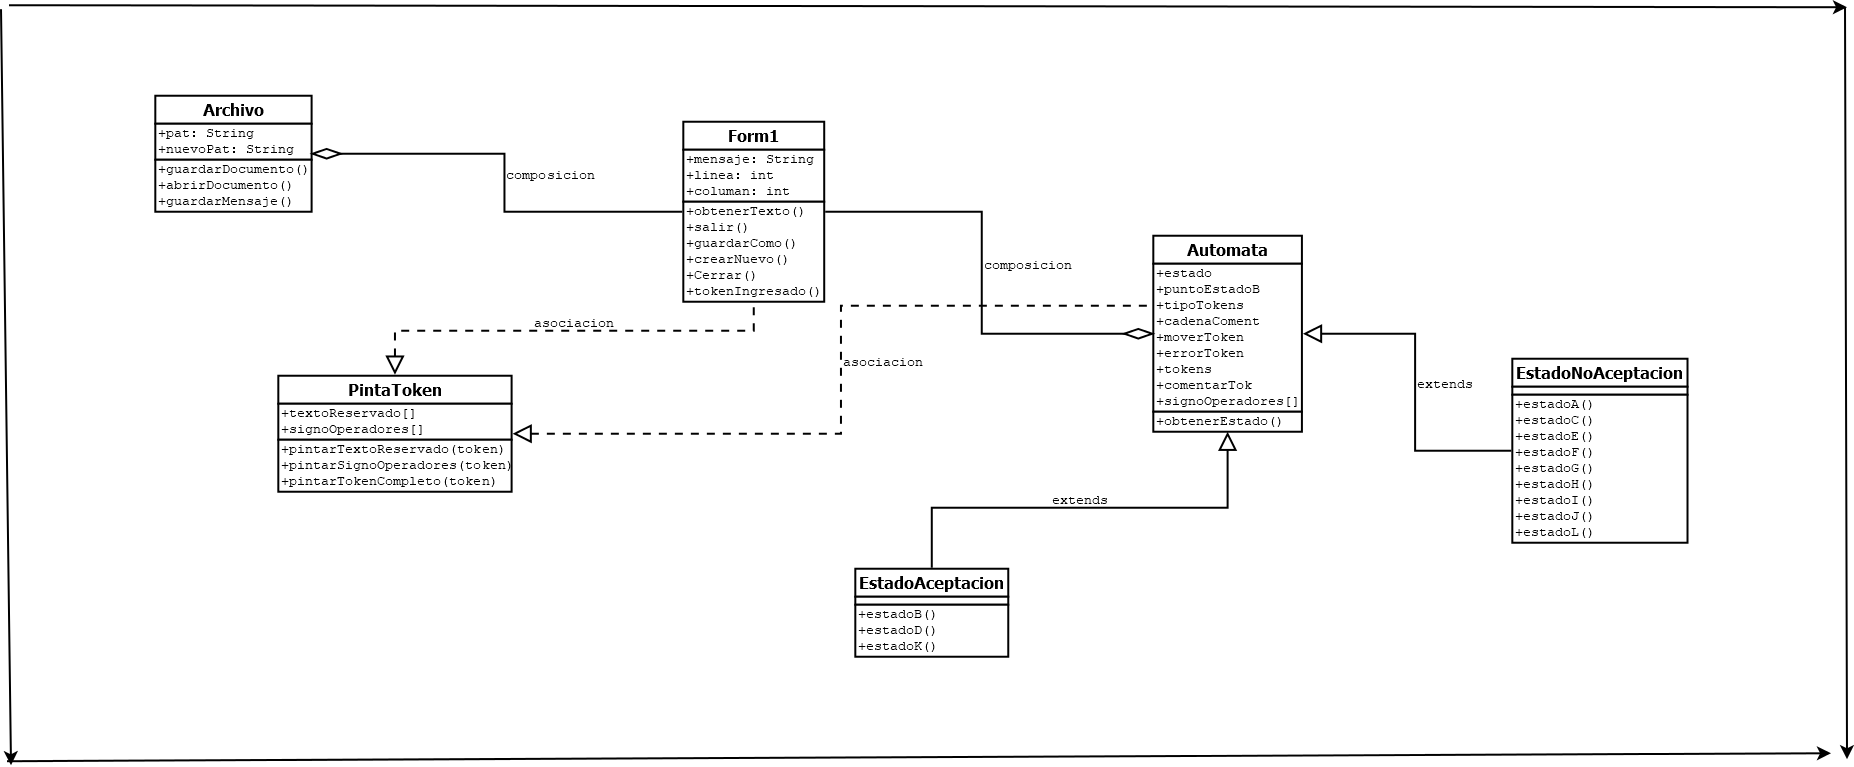 Archivo
+pat: String
+nuevoPat: String
+guardarDocumento()
+abrirDocumento()
+guardarMensaje()
composicion
Form1
+mensaje: String
+linea: int
+columan: int
+obtenerTexto()
+salir()
+guardarComo()
+crearNuevo()
+Cerrar()
+tokenIngresado()
composicion
Automata
+estado
+puntoEstadoB
+tipoTokens
+cadenaComent
+moverToken
+errorToken
+tokens
+comentarTok
+signoOperadores[]
+obtenerEstado()
asociacion
asociacion
PintaToken
+textoReservado[]
+signoOperadores[]
+pintarTextoReservado(token)
+pintarSignoOperadores(token)
+pintarTokenCompleto(token)
extends
EstadoNoAceptacion
+estadoA()
+estadoC()
+estadoE()
+estadoF()
+estadoG()
+estadoH()
+estadoI()
+estadoJ()
+estadoL()
extends
EstadoAceptacion
+estadoB()
+estadoD()
+estadoK()